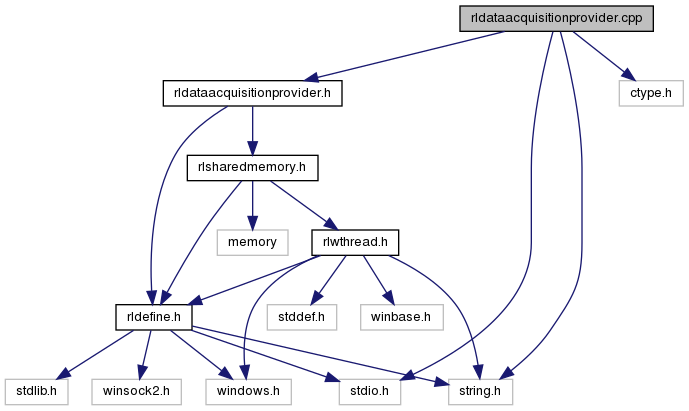 rldataacquisitionprovider.cpp
rldataacquisitionprovider.h
ctype.h
rlsharedmemory.h
memory
rlwthread.h
rldefine.h
stddef.h
winbase.h
stdlib.h
winsock2.h
windows.h
stdio.h
string.h